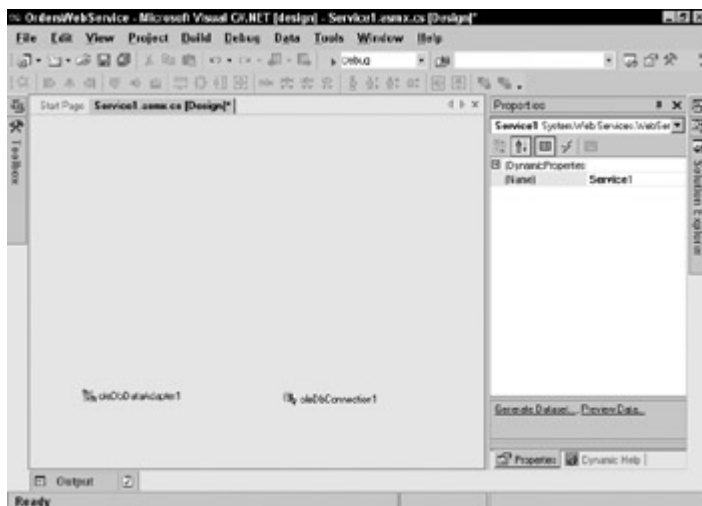 OrdersWebService - Microsoft Visual C#.NET [design] - Service1.asmx.cs [Design]*
File Edit View Project Build Debug Data Tools Window Help
Debug
Start Page Service1.asmx.cs [Design]*
Toolbox
oleDbDataAdapter1
oleDbConnection1
Properties
Service1 System.Web.Services.WebSer
(DynamicProperties
(Name) Service1
Generate Dataset... Preview Data...
Properties Dynamic Help
Solution Explorer
Output 2
Ready